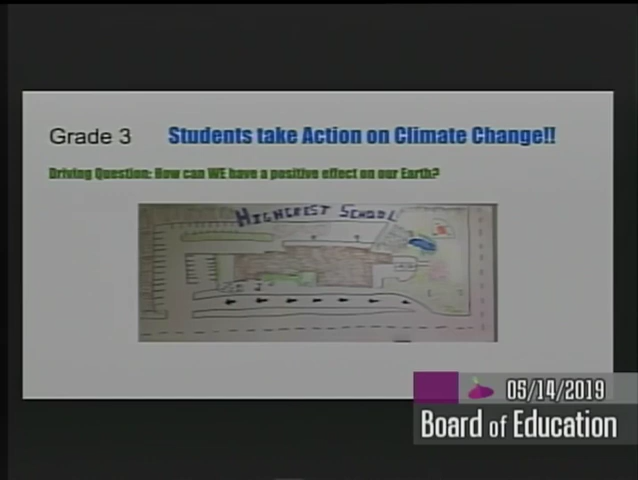 Grade 3 Students take Action on Climate Change!!
Driving Question: How can WE have a positive effect on our Earth?
HIGHCREST SCHOOL
05/14/2019
Board of Education